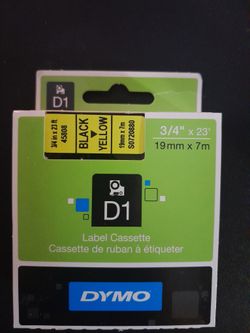 D1
3/4 in x 23 ft
45808
BLACK
YELLOW
19mm x 7m
S0720880
3/4" x 23'
19mm x 7m
D1
Label Cassette
Cassette de ruban à étiqueter
DYMO